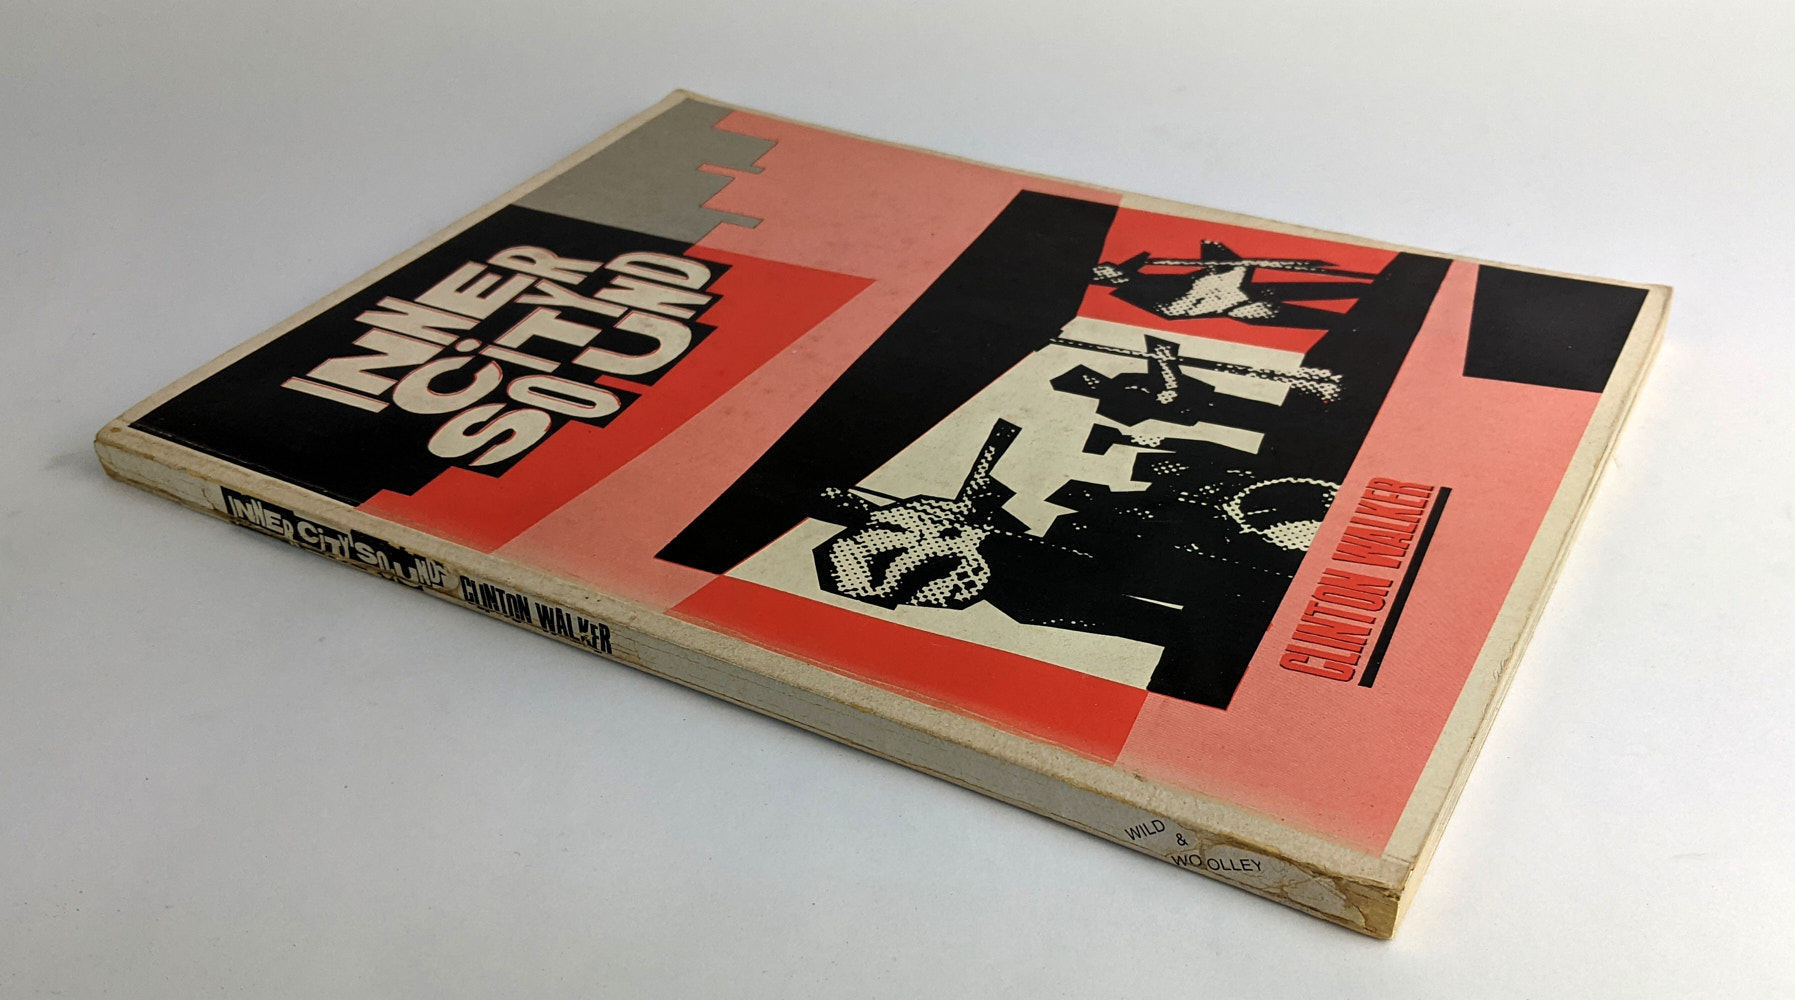 INNER
CiTY
SOUND
CLINTON WALKER
INNER CiTY SOUND CLINTON WALKER
WILD
&
WOOLLEY